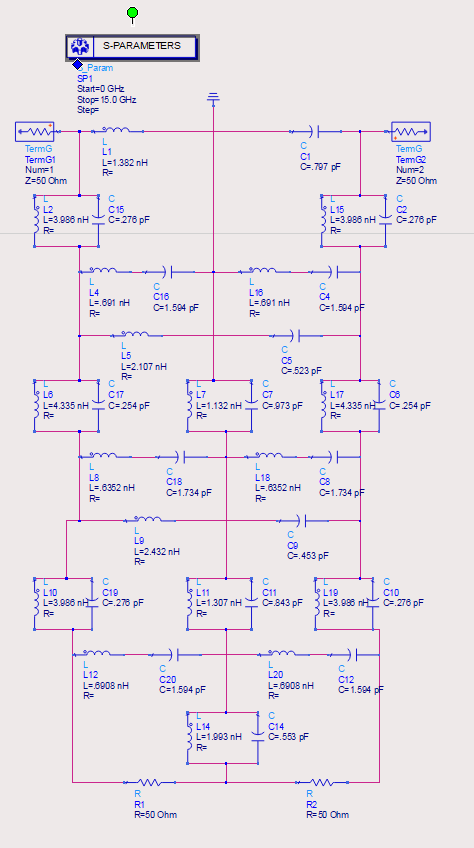 S-PARAMETERS
S_Param
SP1
Start=0 GHz
Stop=15.0 GHz
Step=
TermG
TermG1
Num=1
Z=50 Ohm
L
L1
L=1.382 nH
R=
C
C1
C=.797 pF
TermG
TermG2
Num=2
Z=50 Ohm
L
L2
L=3.986 nH
R=
C
C15
C=.276 pF
L
L15
L=3.986 nH
R=
C
C2
C=.276 pF
L
L4
L=.691 nH
R=
C
C16
C=1.594 pF
L
L16
L=.691 nH
R=
C
C4
C=1.594 pF
L
L5
L=2.107 nH
R=
C
C5
C=.523 pF
L
L6
L=4.335 nH
R=
C
C17
C=.254 pF
L
L7
L=1.132 nH
R=
C
C7
C=.973 pF
L
L17
L=4.335 nH
R=
C
C6
C=.254 pF
L
L8
L=.6352 nH
R=
C
C18
C=1.734 pF
L
L18
L=.6352 nH
R=
C
C8
C=1.734 pF
L
L9
L=2.432 nH
R=
C
C9
C=.453 pF
L
L10
L=3.986 nH
R=
C
C19
C=.276 pF
L
L11
L=1.307 nH
R=
C
C11
C=.843 pF
L
L19
L=3.986 nH
R=
C
C10
C=.276 pF
L
L12
L=.6908 nH
R=
C
C20
C=1.594 pF
L
L20
L=.6908 nH
R=
C
C12
C=1.594 pF
L
L14
L=1.993 nH
R=
C
C14
C=.553 pF
R
R1
R=50 Ohm
R
R2
R=50 Ohm